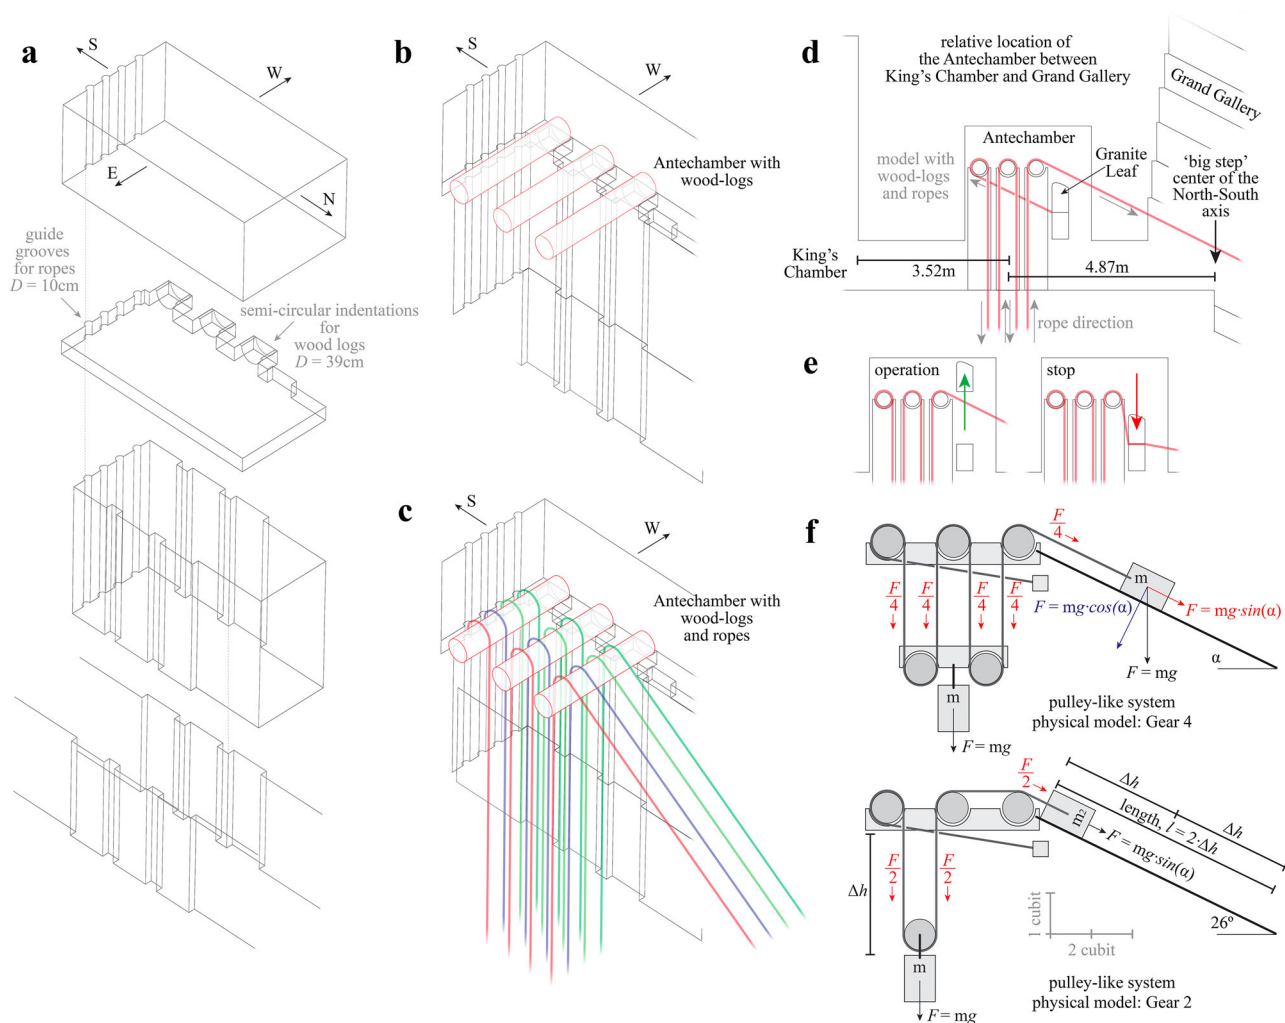 a
S
W
E
N
guide
grooves
for ropes
D = 10cm
semi-circular indentations
for
wood logs
D = 39cm
b
S
W
Antechamber with
wood-logs
c
S
W
Antechamber with
wood-logs
and ropes
d
relative location of
the Antechamber between
King's Chamber and Grand Gallery
Grand Gallery
Antechamber
model with
wood-logs
and ropes
Granite
Leaf
'big step'
center of the
North-South
axis
King's
Chamber
3.52m
4.87m
rope direction
e
operation
stop
f
F/4
m
F = mg·cos(α)
F = mg·sin(α)
F/4
F/4
F/4
F/4
α
F = mg
m
F = mg
pulley-like system
physical model: Gear 4
F/2
Δh
m₂
length, l = 2·Δh
Δh
F = mg·sin(α)
F/2
F/2
Δh
1 cubit
2 cubit
26º
m
F = mg
pulley-like system
physical model: Gear 2